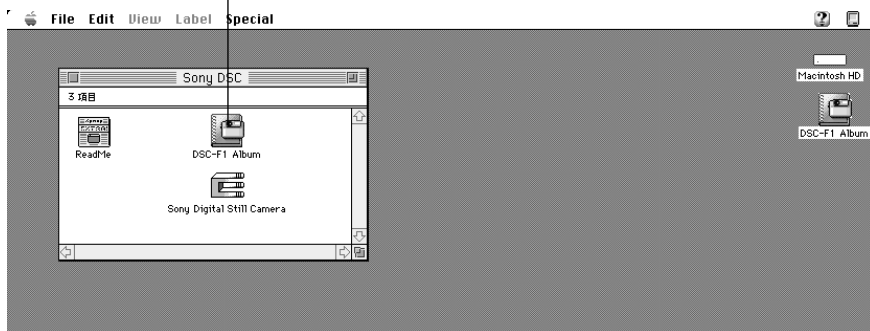 File Edit View Label Special
Sony DSC
3 項目
ReadMe
DSC-F1 Album
Sony Digital Still Camera
Macintosh HD
DSC-F1 Album